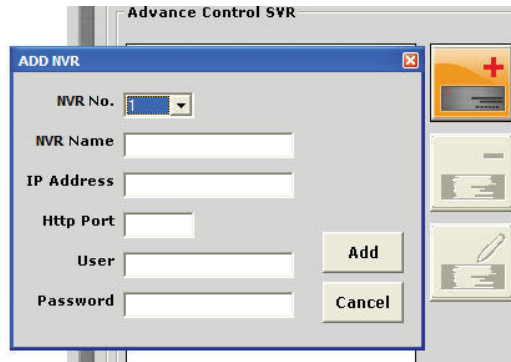 Advance Control SVR
ADD NVR
NVR No. 1
NVR Name
IP Address
Http Port
User
Add
Password
Cancel